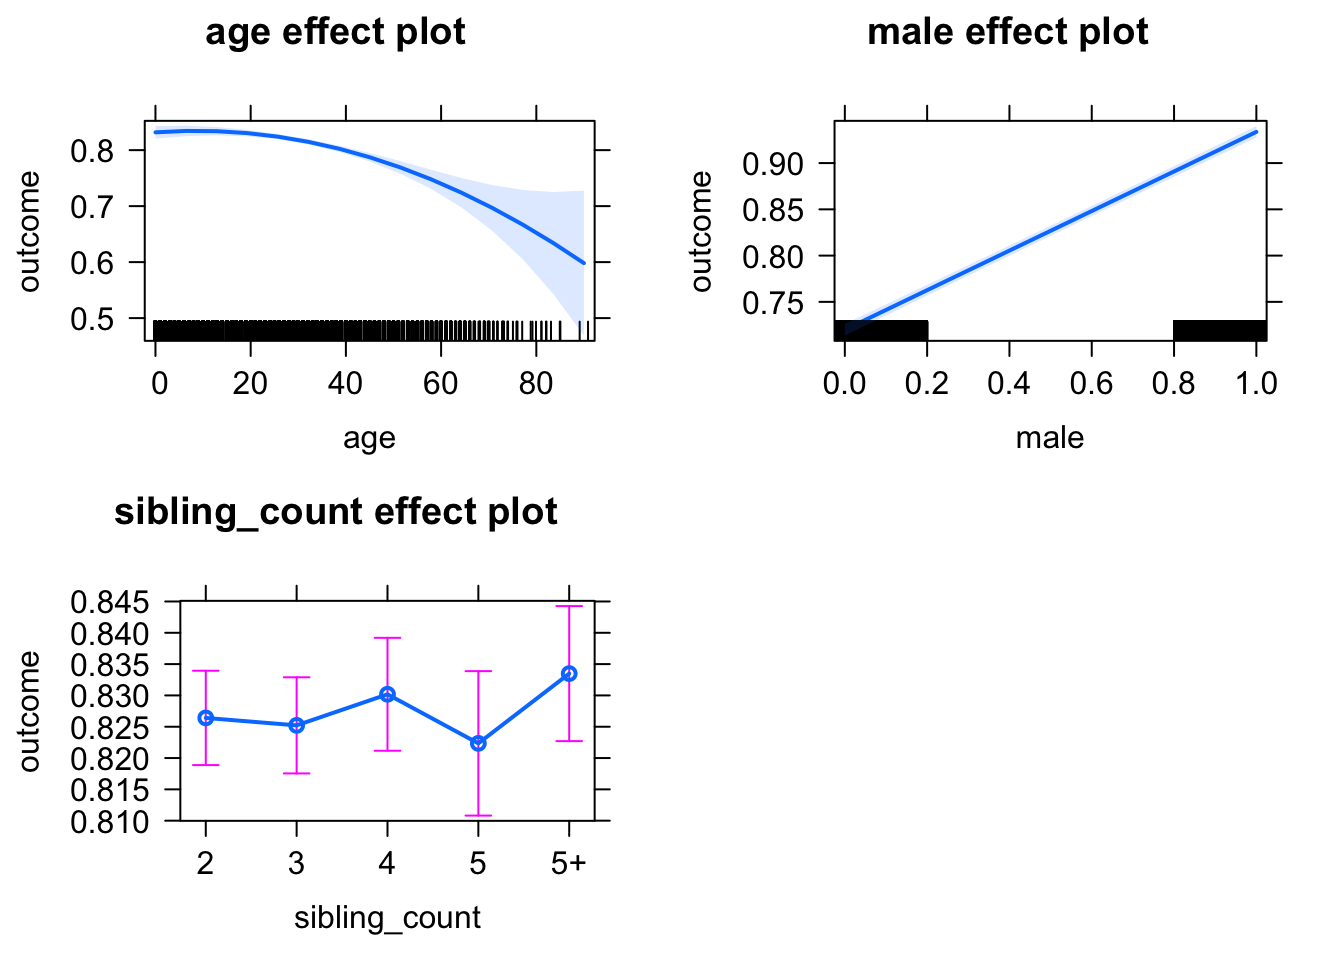 age effect plot
outcome
0.8
0.7
0.6
0.5
0 20 40 60 80
age
male effect plot
outcome
0.90
0.85
0.80
0.75
0.0 0.2 0.4 0.6 0.8 1.0
male
sibling_count effect plot
outcome
0.845
0.840
0.835
0.830
0.825
0.820
0.815
0.810
2 3 4 5 5+
sibling_count